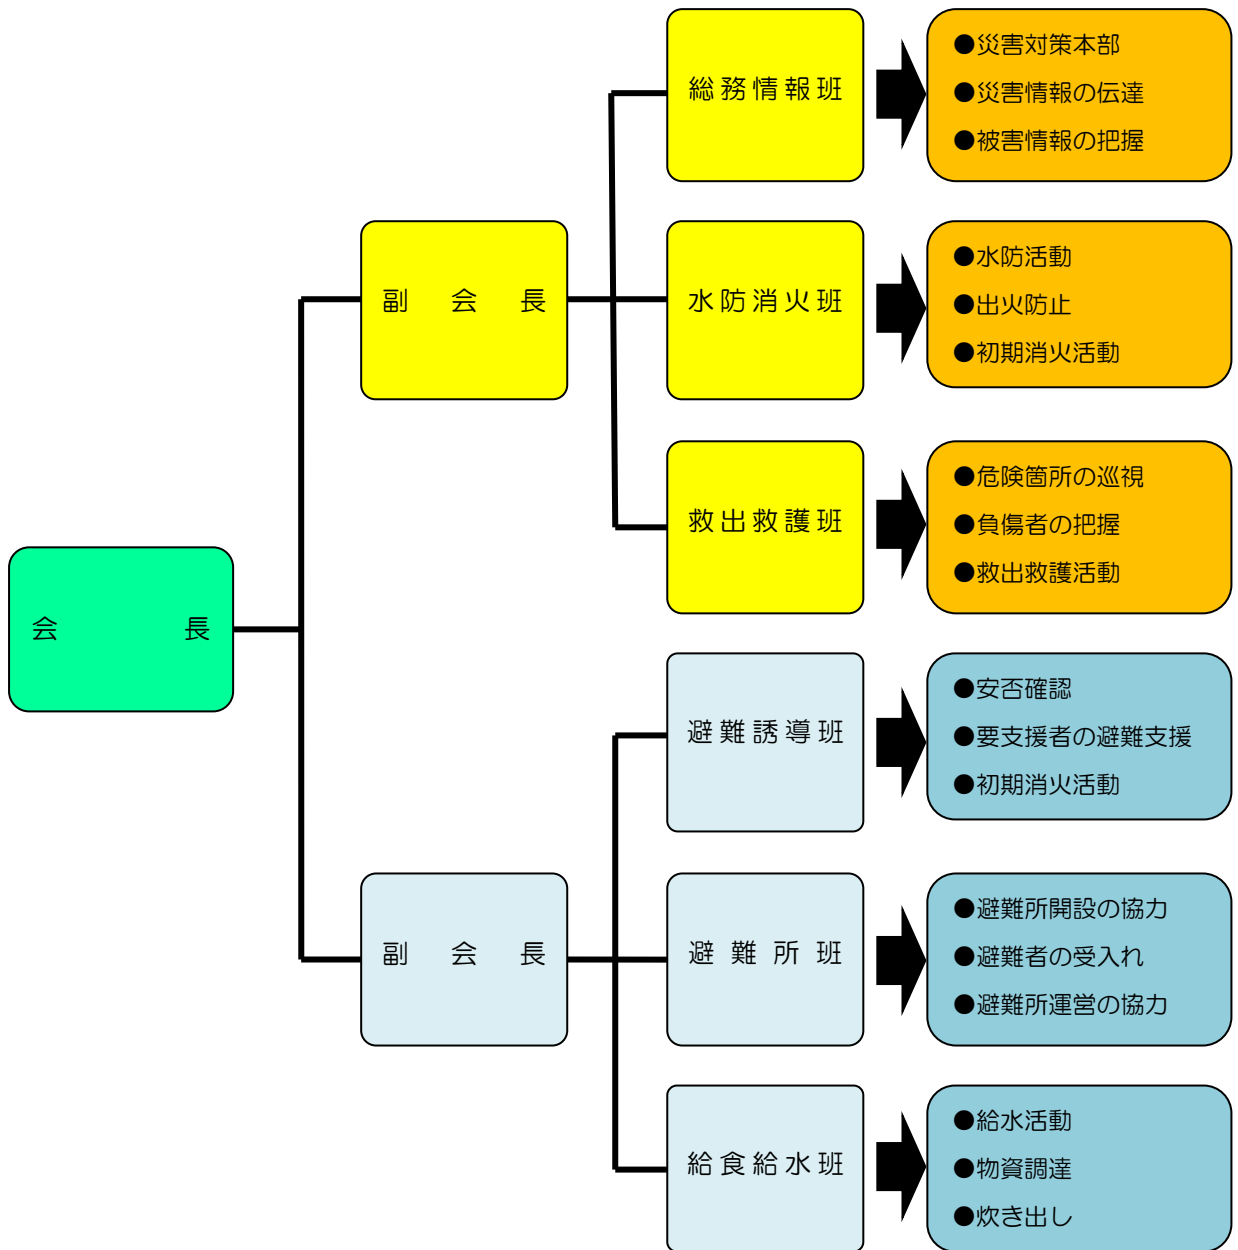 会長
副会長
総務情報班
●災害対策本部
●災害情報の伝達
●被害情報の把握
水防消火班
●水防活動
●出火防止
●初期消火活動
救出救護班
●危険箇所の巡視
●負傷者の把握
●救出救護活動
副会長
避難誘導班
●安否確認
●要支援者の避難支援
●初期消火活動
避難所班
●避難所開設の協力
●避難者の受入れ
●避難所運営の協力
給食給水班
●給水活動
●物資調達
●炊き出し